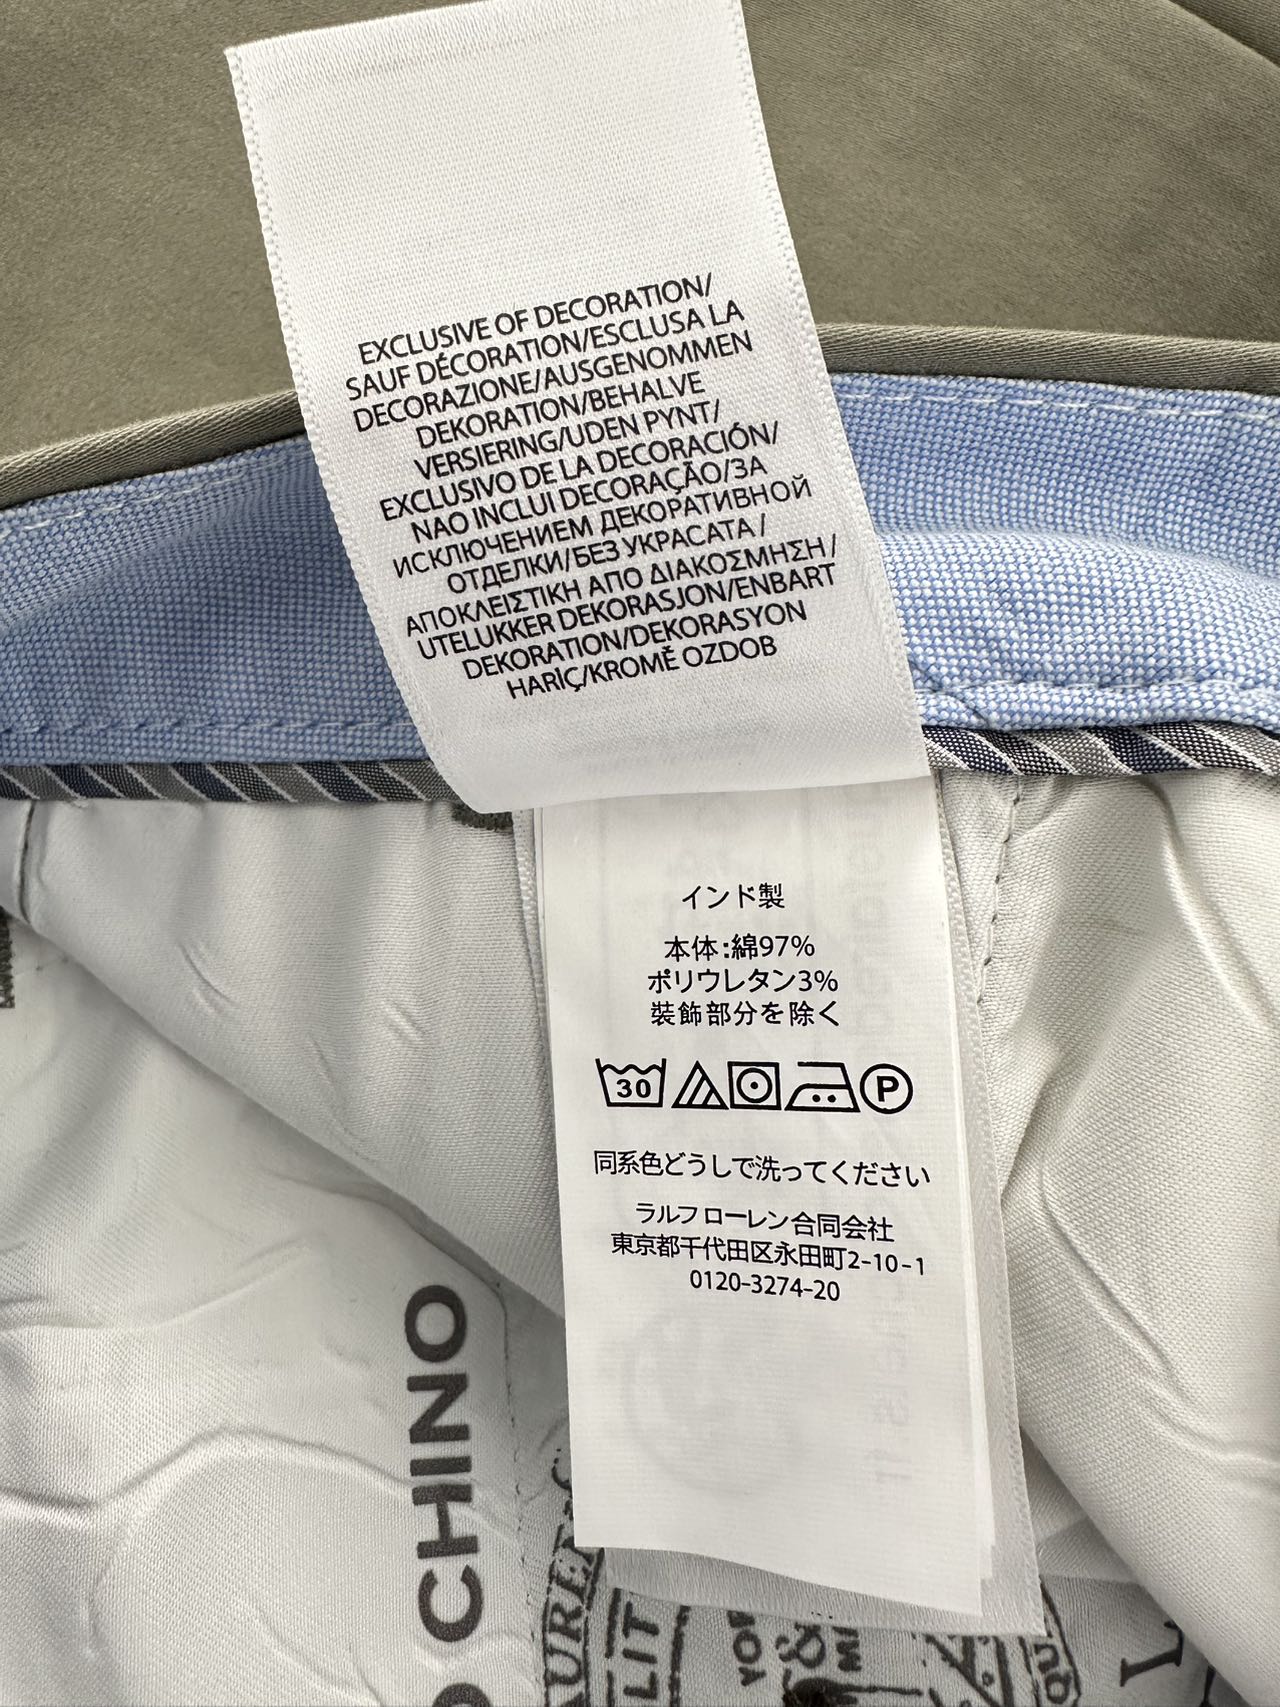 EXCLUSIVE OF DECORATION/
SAUF DÉCORATION/ESCLUSA LA
DECORAZIONE/AUSGENOMMEN
DEKORATION/BEHALVE
VERSIERING/UDEN PYNT/
EXCLUSIVO DE LA DECORACIÓN/
NAO INCLUI DECORAÇÃO/ЗА
ИСКЛЮЧЕНИЕМ ДЕКОРАТИВНОЙ
ОТДЕЛКИ/БЕЗ УКРАСАТА/
ΑΠΟΚΛΕΙΣΤΙΚΗ ΑΠΟ ΔΙΑΚΟΣΜΗΣΗ/
UTELUKKER DEKORASJON/ENBART
DEKORATION/DEKORASYON
HARİÇ/KROMĚ OZDOB
インド製
本体:綿97%
ポリウレタン3%
装飾部分を除く
30 P
同系色どうしで洗ってください
ラルフ ローレン合同会社
東京都千代田区永田町2-10-1
0120-3274-20
CHINO
LIT
&